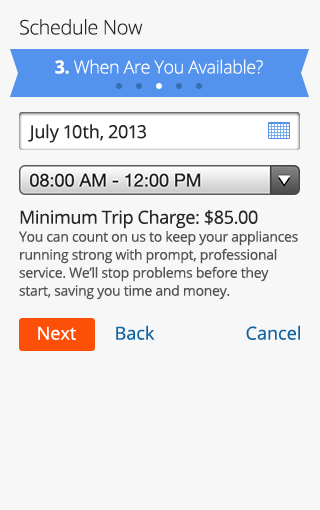 Schedule Now
3. When Are You Available?
July 10th, 2013
08:00 AM - 12:00 PM
Minimum Trip Charge: $85.00
You can count on us to keep your appliances
running strong with prompt, professional
service. We’ll stop problems before they
start, saving you time and money.
Next Back Cancel